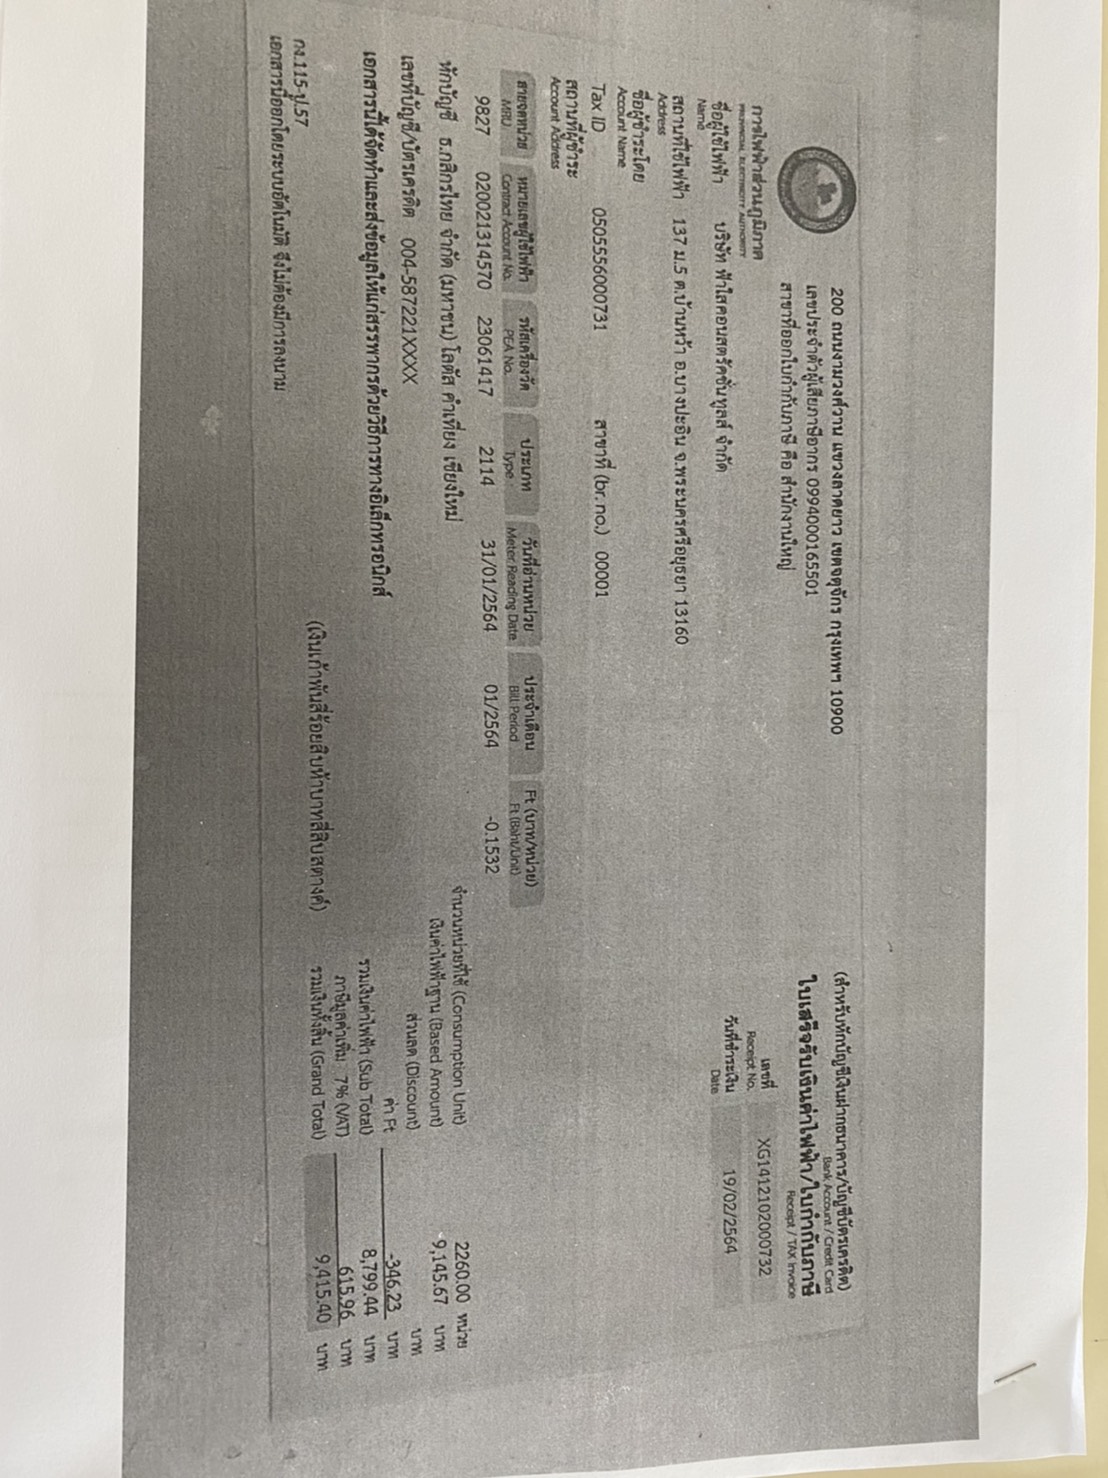 (สำหรับหักบัญชีเงินฝากธนาคาร/บัญชีบัตรเครดิต)
Bank Account / Credit Card
ใบเสร็จรับเงินค่าไฟฟ้า/ใบกำกับภาษี
Receipt / TAX Invoice
200 ถนนงามวงศ์วาน แขวงลาดยาว เขตจตุจักร กรุงเทพฯ 10900
เลขประจำตัวผู้เสียภาษีอากร 0994000165501
สาขาที่ออกใบกำกับภาษี คือ สำนักงานใหญ่
การไฟฟ้าส่วนภูมิภาค
PROVINCIAL ELECTRICITY AUTHORITY
เลขที่ XG1412102000732
Receipt No.
ชื่อผู้ใช้ไฟฟ้า บริษัท ฟ้าใสคอนสตรัคชั่นทูลส์ จำกัด
Name
วันที่ชำระเงิน 19/02/2564
Date
สถานที่ใช้ไฟฟ้า 137 ม.5 ต.บ้านหว้า อ.บางปะอิน จ.พระนครศรีอยุธยา 13160
Address
ชื่อผู้ชำระโดย
Account Name
Tax ID 0505556000731 สาขาที่ (br. no.) 00001
สถานที่ผู้ชำระ
Account Address
สายจดหน่วย หมายเลขผู้ใช้ไฟฟ้า รหัสเครื่องวัด ประเภท วันที่อ่านหน่วย ประจำเดือน Ft (บาท/หน่วย)
MRU Contract Account No. PEA No. Type Meter Reading Date Bill Period Ft (Baht/Unit)
9827 020021314570 23061417 2114 31/01/2564 01/2564 -0.1532
หักบัญชี ธ.กสิกรไทย จำกัด (มหาชน) โลตัส คำเที่ยง เชียงใหม่
เลขที่บัญชี/บัตรเครดิต 004-587221XXXX
เอกสารนี้ได้จัดทำและส่งข้อมูลให้แก่สรรพากรด้วยวิธีการทางอิเล็กทรอนิกส์
จำนวนหน่วยที่ใช้ (Consumption Unit) 2260.00 หน่วย
เงินค่าไฟฟ้าฐาน (Based Amount) 9,145.67 บาท
ส่วนลด (Discount) บาท
ค่า Ft -346.23 บาท
รวมเงินค่าไฟฟ้า (Sub Total) 8,799.44 บาท
ภาษีมูลค่าเพิ่ม 7% (VAT) 615.96 บาท
(เงินเก้าพันสี่ร้อยสิบห้าบาทสี่สิบสตางค์) รวมเงินทั้งสิ้น (Grand Total) 9,415.40 บาท
กง.115-ป.57
เอกสารนี้ออกโดยระบบอัตโนมัติ จึงไม่ต้องมีการลงนาม